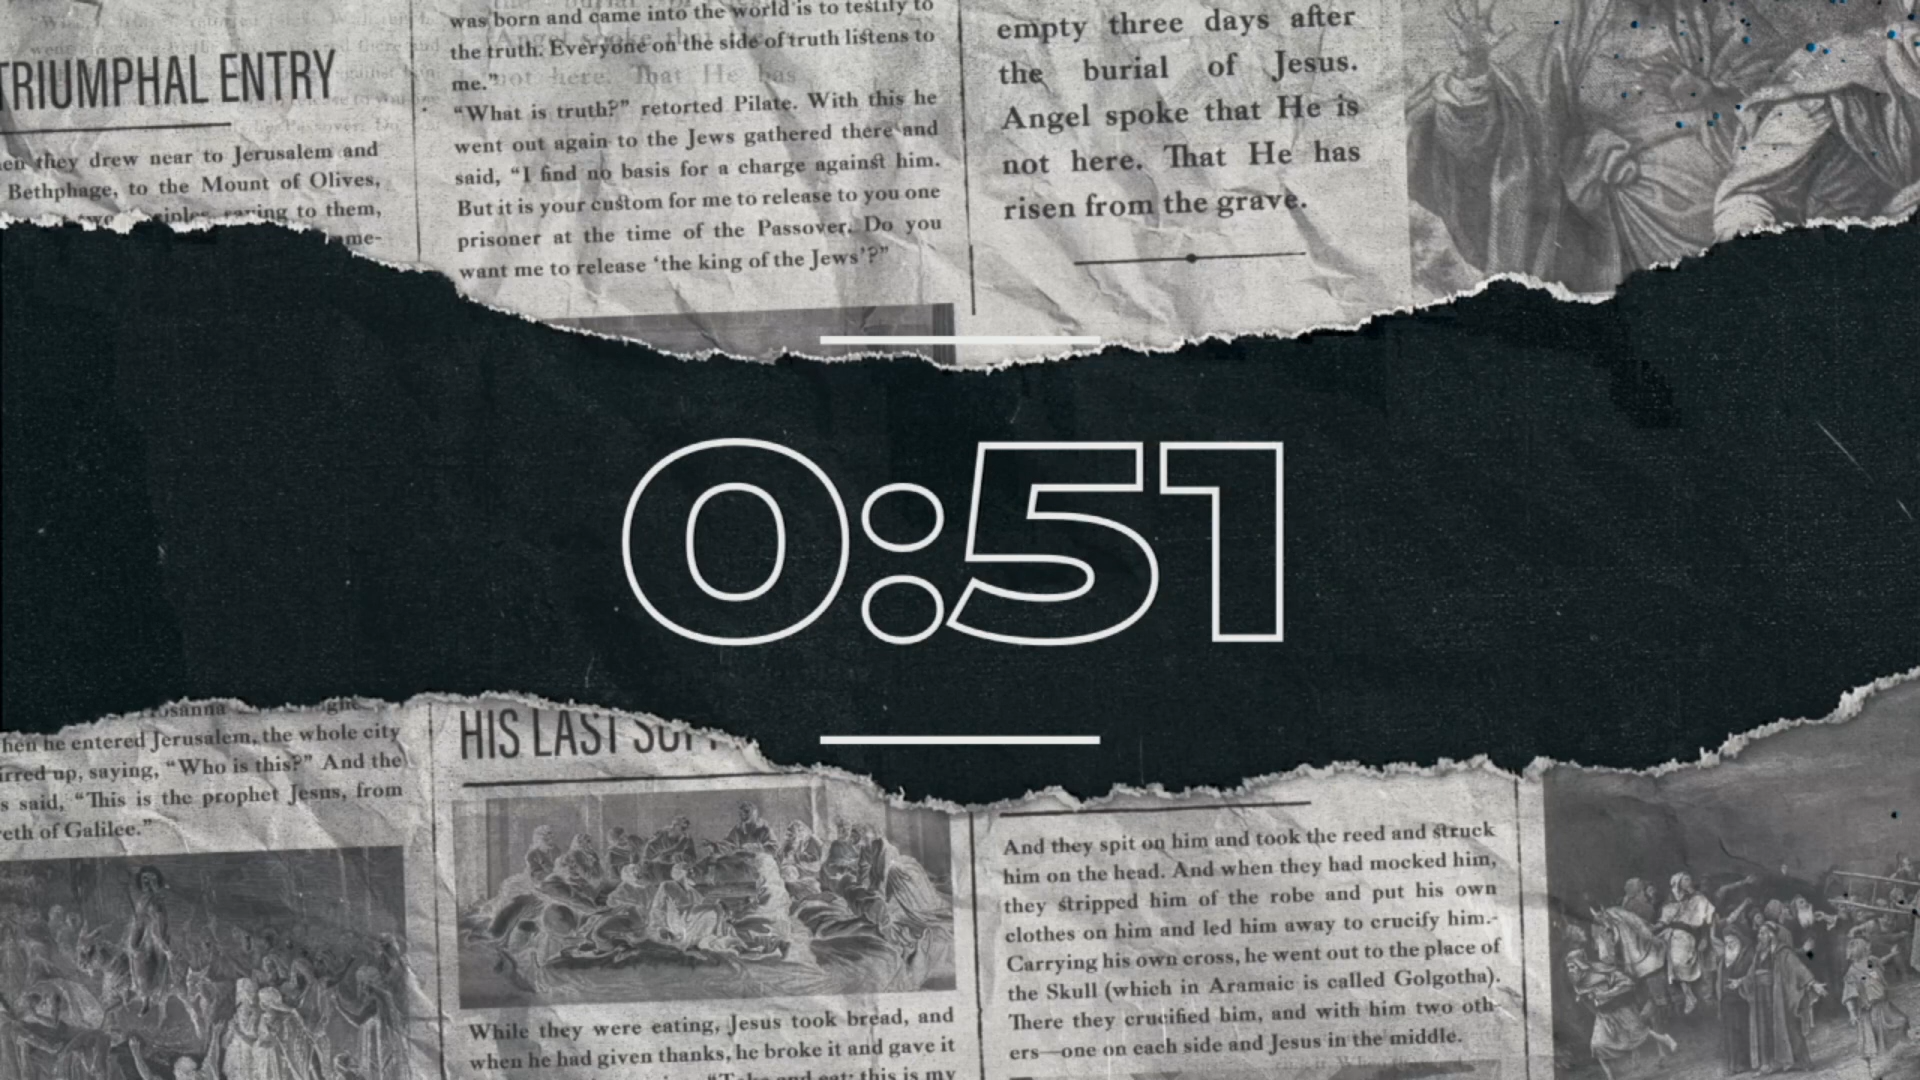 TRIUMPHAL ENTRY
they drew near to Jerusalem and
Bethphage, to the Mount of Olives,
to them,
me-
was born and came into the world is to testify to
the truth. Everyone on the side of truth listens to
me.”
“What is truth?” retorted Pilate. With this he
went out again to the Jews gathered there and
said, “I find no basis for a charge against him.
But it is your custom for me to release to you one
prisoner at the time of the Passover. Do you
want me to release ‘the king of the Jews’?”
empty three days after
the burial of Jesus.
Angel spoke that He is
not here. That He has
risen from the grave.
0:51
he entered Jerusalem, the whole city
up, saying, “Who is this?” And the
said, “This is the prophet Jesus, from
of Galilee.”
HIS LAST
While they were eating, Jesus took bread, and
when he had given thanks, he broke it and gave it
and eat; this is my
And they spit on him and took the reed and struck
him on the head. And when they had mocked him,
they stripped him of the robe and put his own
clothes on him and led him away to crucify him.-
Carrying his own cross, he went out to the place of
the Skull (which in Aramaic is called Golgotha).
There they crucified him, and with him two oth-
ers—one on each side and Jesus in the middle.